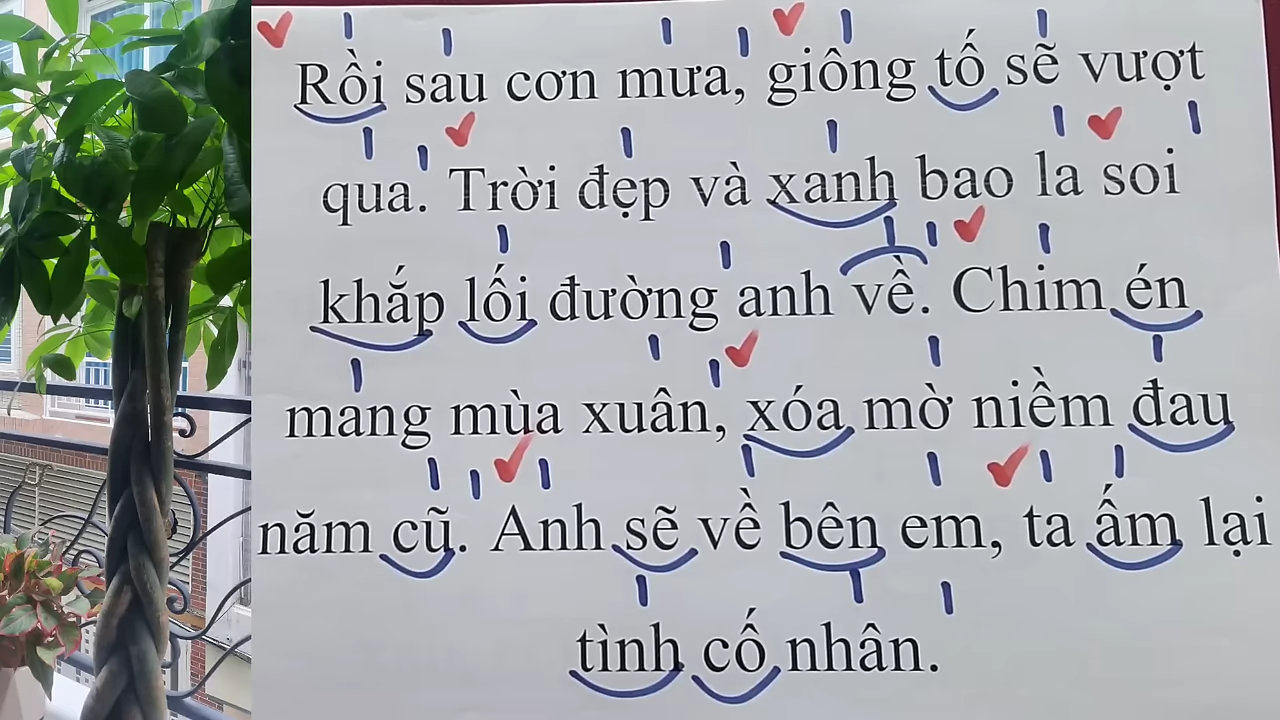 Rồi sau cơn mưa, giông tố sẽ vượt
qua. Trời đẹp và xanh bao la soi
khắp lối đường anh về. Chim én
mang mùa xuân, xóa mờ niềm đau
năm cũ. Anh sẽ về bên em, ta ấm lại
tình cố nhân.